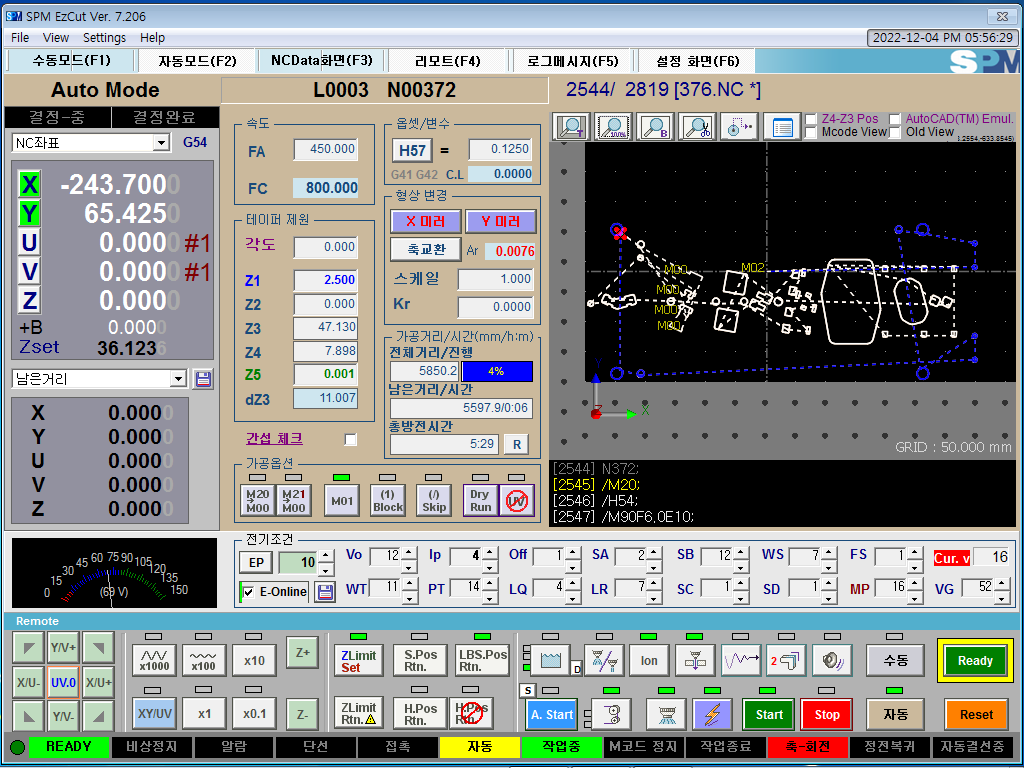 SPM EzCut Ver. 7.206
File View Settings Help
2022-12-04 PM 05:56:29
수동모드(F1) 자동모드(F2) NCData화면(F3) 리모트(F4) 로그메시지(F5) 설정 화면(F6) SPM
Auto Mode
결정-중 결정완료
L0003 N00372
2544/ 2819 [376.NC *]
NC좌표 G54
X -243.7000
Y 65.4250
U 0.0000 #1
V 0.0000 #1
Z 0.0000
+B 0.0000
Zset 36.1236
남은거리
X 0.0000
Y 0.0000
U 0.0000
V 0.0000
Z 0.0000
속도
FA 450.000
FC 800.000
테이퍼 제원
각도 0.000
Z1 2.500
Z2 0.000
Z3 47.130
Z4 7.898
Z5 0.001
dZ3 11.007
간섭 체크
옵셋/변수
H57 = 0.1250
G41 G42 C.L 0.0000
형상 변경
X 미러 Y 미러
축교환 Ar 0.0076
스케일 1.000
Kr 0.0000
가공거리/시간(mm/h:m)
전체거리/진행
5850.2 4%
남은거리/시간
5597.9/0:06
총방전시간
5:29 R
가공옵션
M20 M00 M21 M00 M01 (1) Block (/) Skip Dry Run UV
Z4-Z3 Pos AutoCAD(TM) Emul.
Mcode View Old View
M00 M02
M00
M00
M00
Y
X
GRID : 50.000 mm
[2544] N372;
[2545] /M20;
[2546] /H54;
[2547] /M90F6.0E10;
0 15 30 45 60 75 90 105 120 135 150
(69 V)
전기조건
EP 10
E-Online
Vo 12 Ip 4 Off 1 SA 2 SB 12 WS 7 FS 1 Cur. v 16
WT 11 PT 14 LQ 4 LR 7 SC 1 SD 1 MP 16 VG 52
Remote
Y/V+
X/U- UV.0 X/U+
Y/V-
x1000 x100 x10 Z+
XY/UV x1 x0.1 Z-
ZLimit Set S.Pos Rtn. LBS.Pos Rtn.
ZLimit Rtn. H.Pos Rtn.
D Ion 2 수동 Ready
S A. Start Start Stop 자동 Reset
READY 비상정지 알람 단선 접촉 자동 작업중 M코드 정지 작업종료 축-회전 정전복귀 자동결선중